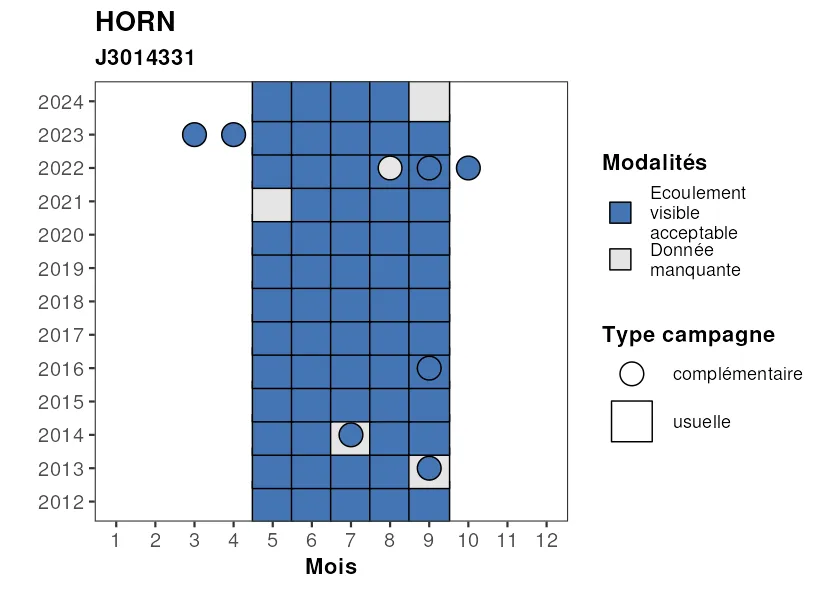 HORN
J3014331
2024
2023
2022
2021
2020
2019
2018
2017
2016
2015
2014
2013
2012
1 2 3 4 5 6 7 8 9 10 11 12
Mois
Modalités
Ecoulement
visible
acceptable
Donnée
manquante
Type campagne
complémentaire
usuelle